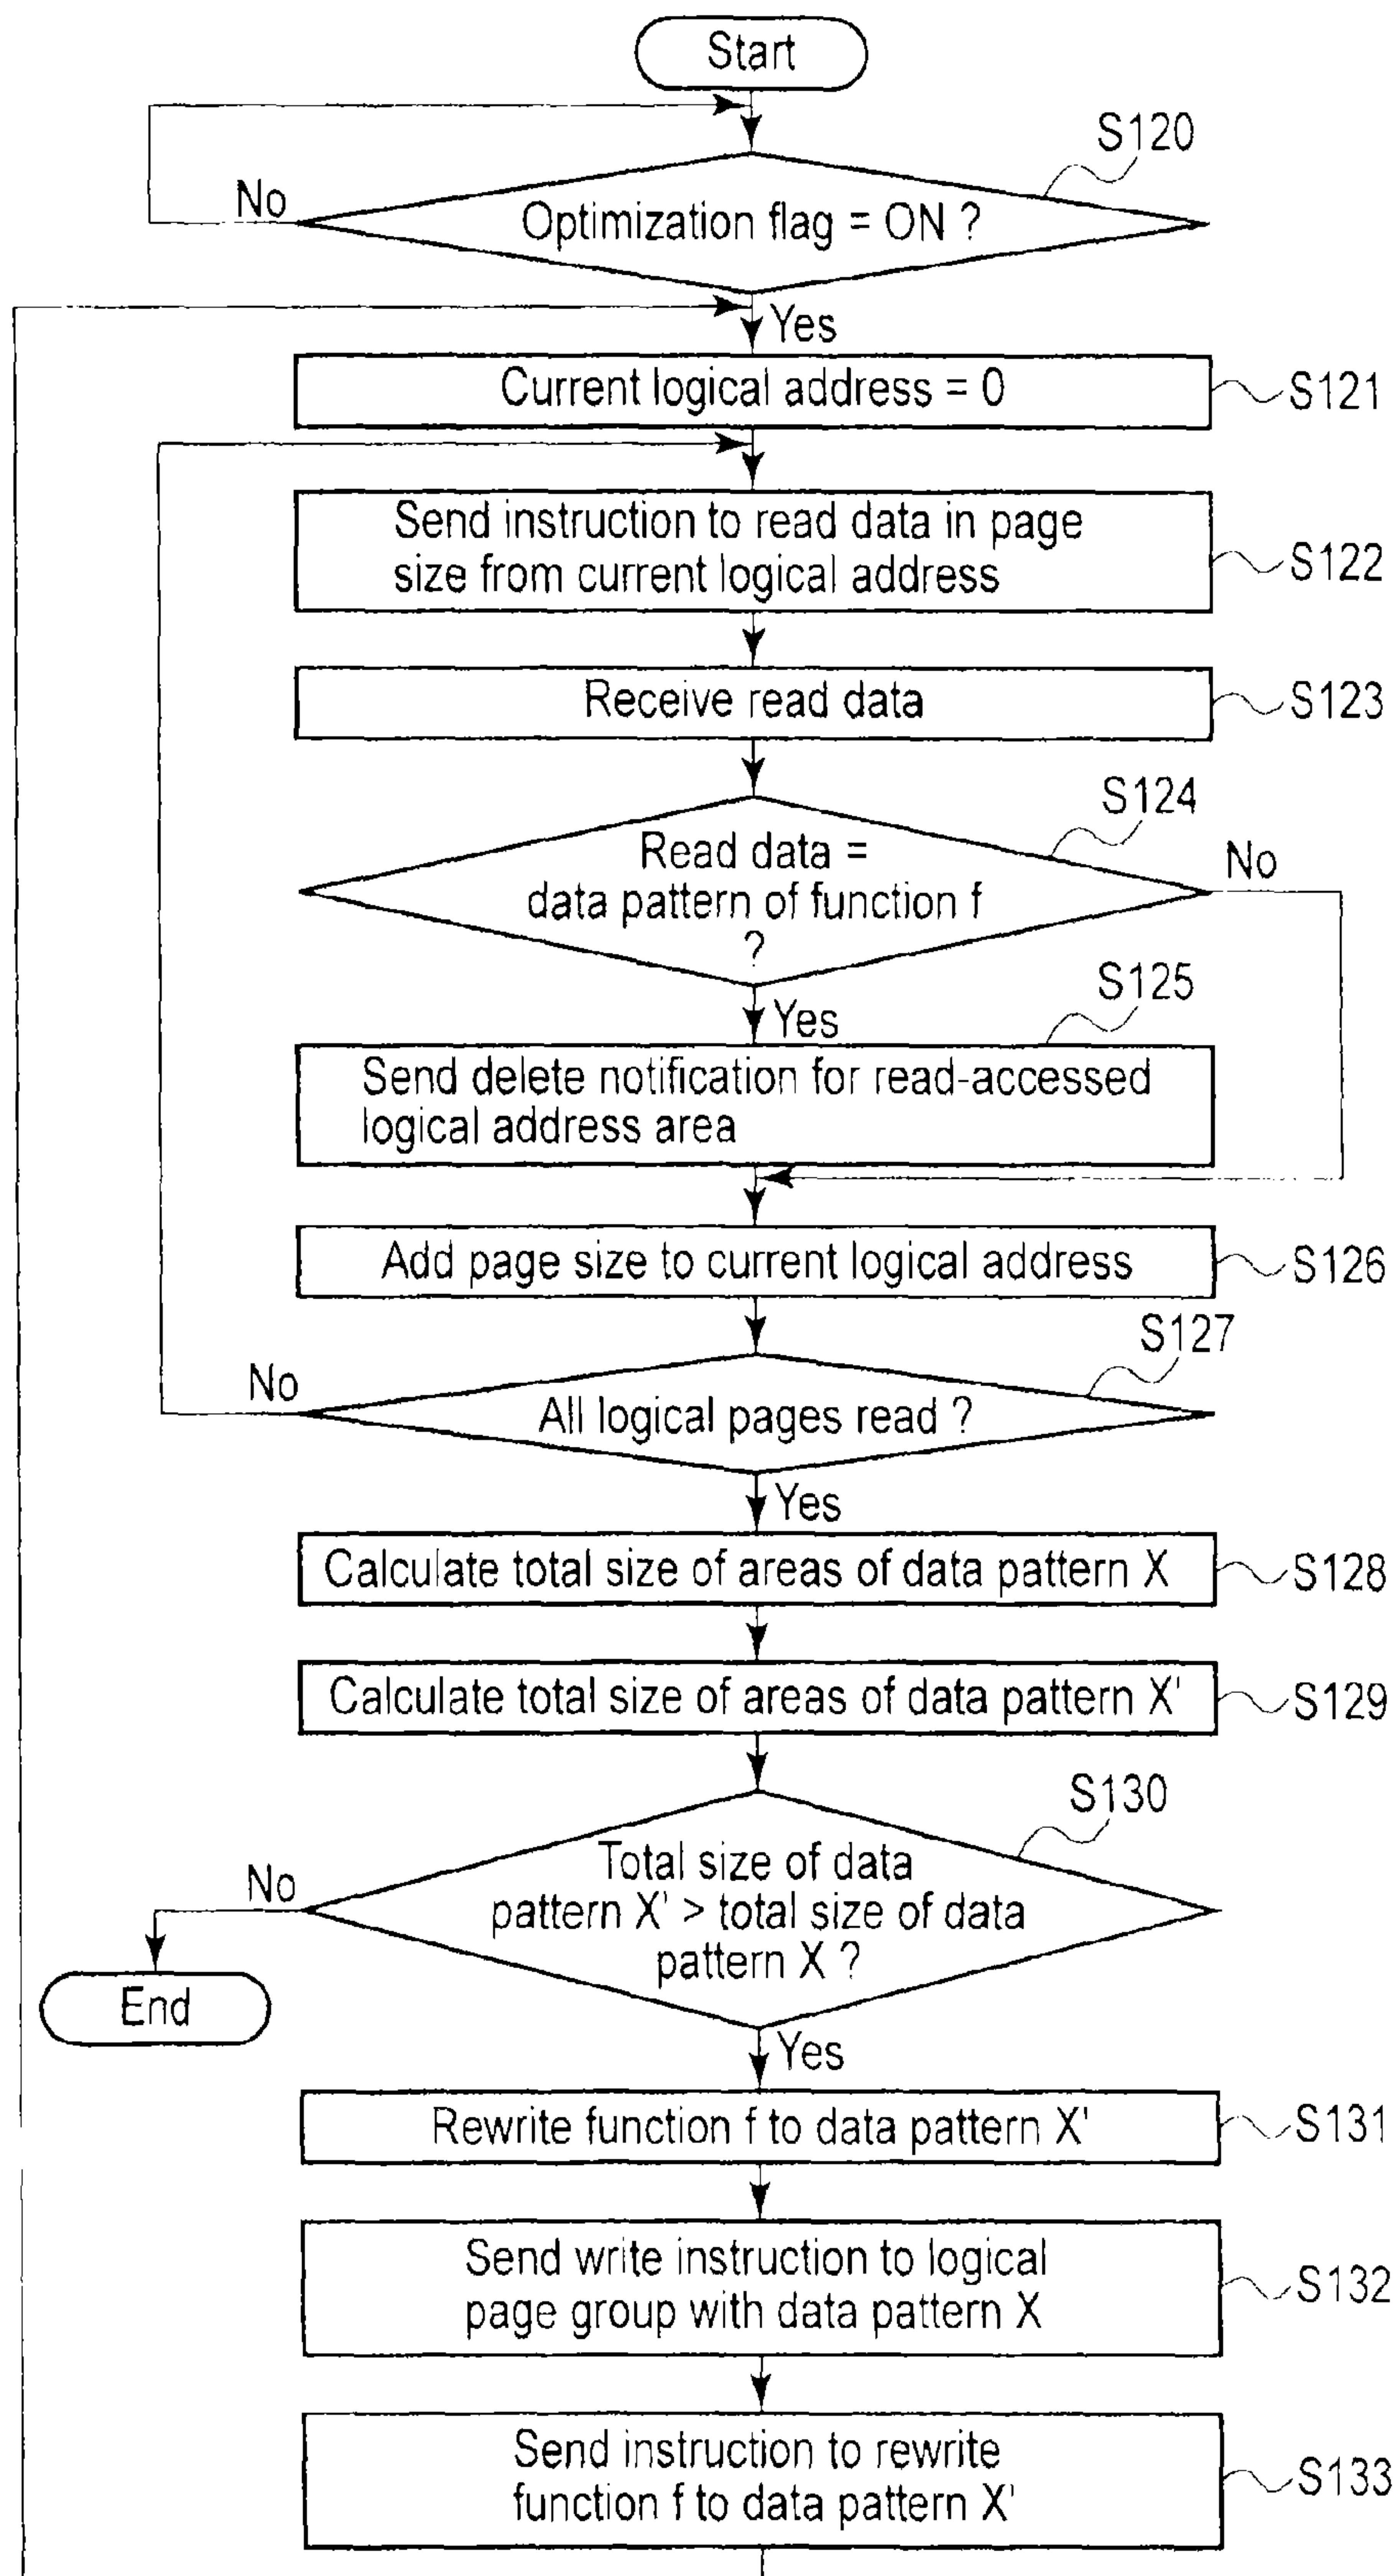 Start
S120
No
Optimization flag = ON ?
Yes
Current logical address = 0
S121
Send instruction to read data in page
size from current logical address
S122
Receive read data
S123
S124
Read data =
data pattern of function f
?
No
Yes
S125
Send delete notification for read-accessed
logical address area
Add page size to current logical address
S126
S127
No
All logical pages read ?
Yes
Calculate total size of areas of data pattern X
S128
Calculate total size of areas of data pattern X'
S129
S130
No
Total size of data
pattern X' > total size of data
pattern X ?
End
Yes
Rewrite function f to data pattern X'
S131
Send write instruction to logical
page group with data pattern X
S132
Send instruction to rewrite
function f to data pattern X'
S133